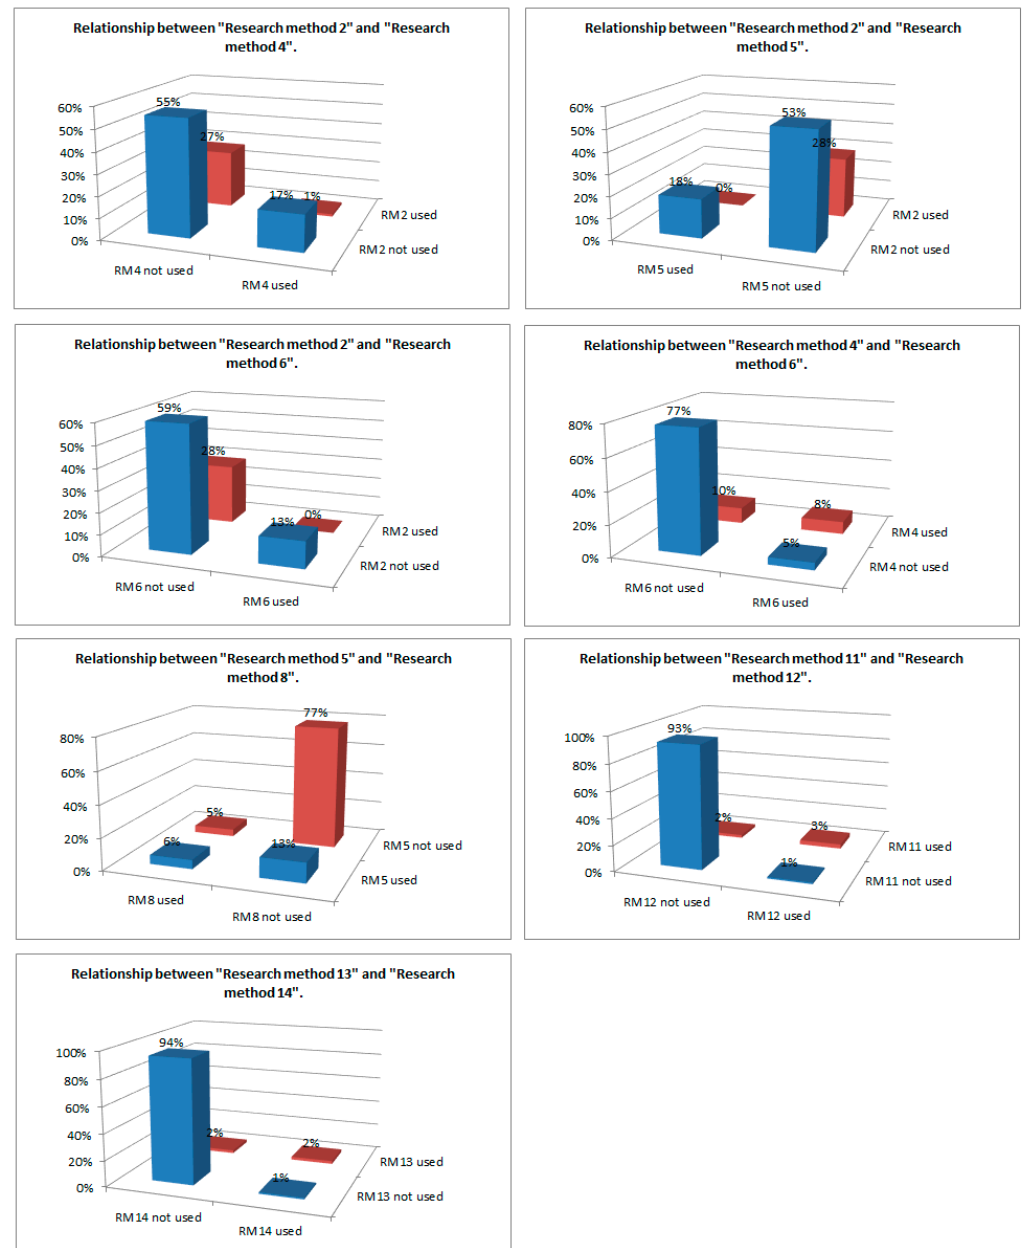 Relationship between "Research method 2" and "Research
method 4".
60%
50%
40%
30%
20%
10%
0%
55%
27%
17%
1%
RM4 not used
RM4 used
RM2 used
RM2 not used
Relationship between "Research method 2" and "Research
method 5".
60%
50%
40%
30%
20%
10%
0%
18%
0%
53%
28%
RM5 used
RM5 not used
RM2 used
RM2 not used
Relationship between "Research method 2" and "Research
method 6".
60%
50%
40%
30%
20%
10%
0%
59%
28%
13%
0%
RM6 not used
RM6 used
RM2 used
RM2 not used
Relationship between "Research method 4" and "Research
method 6".
80%
60%
40%
20%
0%
77%
10%
8%
5%
RM6 not used
RM6 used
RM4 used
RM4 not used
Relationship between "Research method 5" and "Research
method 8".
80%
60%
40%
20%
0%
77%
5%
6%
13%
RM8 used
RM8 not used
RM5 not used
RM5 used
Relationship between "Research method 11" and "Research
method 12".
100%
80%
60%
40%
20%
0%
93%
2%
3%
1%
RM12 not used
RM12 used
RM11 used
RM11 not used
Relationship between "Research method 13" and "Research
method 14".
100%
80%
60%
40%
20%
0%
94%
2%
2%
1%
RM14 not used
RM14 used
RM13 used
RM13 not used